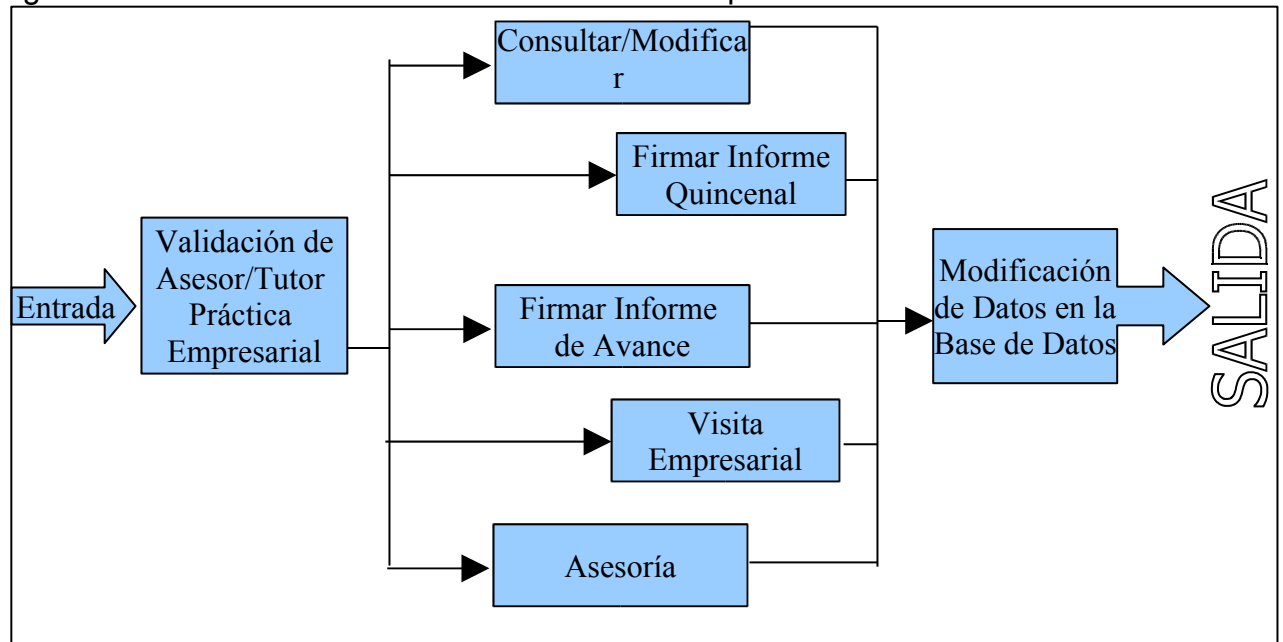 Consultar/Modifica
r
Firmar Informe
Quincenal
Validación de
Asesor/Tutor
Práctica
Empresarial
Entrada
Firmar Informe
de Avance
Modificación
de Datos en la
Base de Datos
SALIDA
Visita
Empresarial
Asesoría